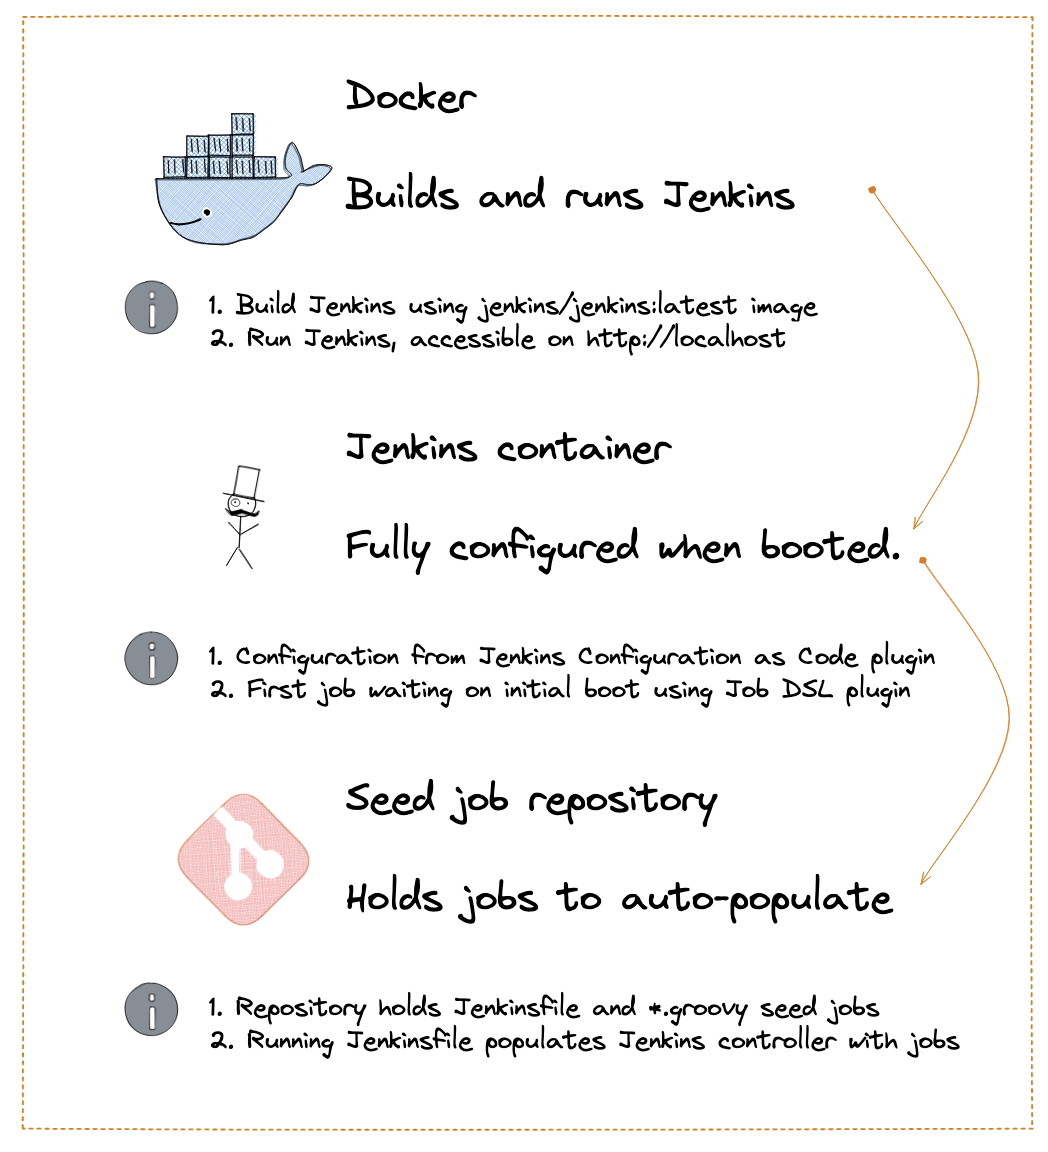 Docker
Builds and runs Jenkins
1. Build Jenkins using jenkins/jenkins:latest image
2. Run Jenkins, accessible on http://localhost
Jenkins container
Fully configured when booted.
1. Configuration from Jenkins Configuration as Code plugin
2. First job waiting on initial boot using Job DSL plugin
Seed job repository
Holds jobs to auto-populate
1. Repository holds Jenkinsfile and *.groovy seed jobs
2. Running Jenkinsfile populates Jenkins controller with jobs